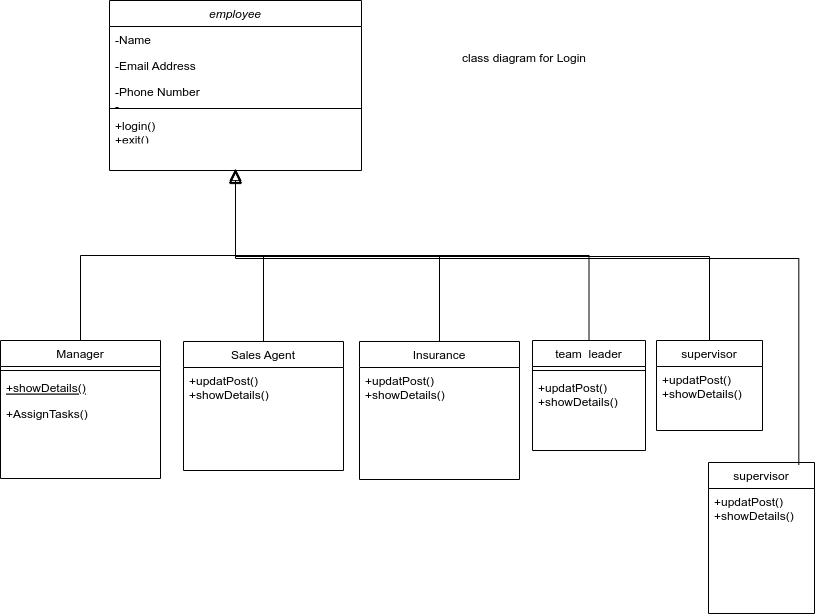 employee
-Name
class diagram for Login
-Email Address
-Phone Number
-
+login()
+exit()
Manager
+showDetails()
+AssignTasks()
Sales Agent
+updatPost()
+showDetails()
Insurance
+updatPost()
+showDetails()
team leader
+updatPost()
+showDetails()
supervisor
+updatPost()
+showDetails()
supervisor
+updatPost()
+showDetails()